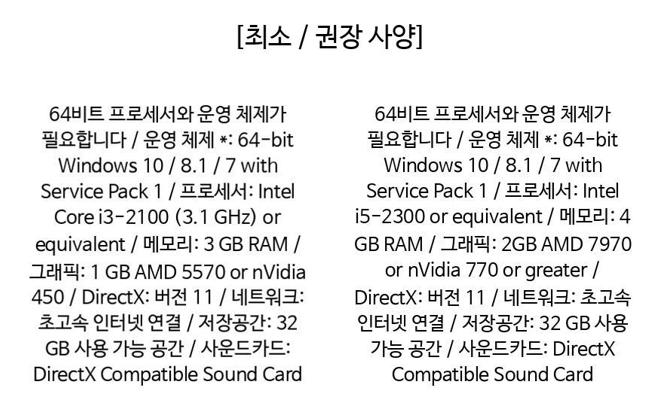 [최소 / 권장 사양]
64비트 프로세서와 운영 체제가
필요합니다 / 운영 체제 *: 64-bit
Windows 10 / 8.1 / 7 with
Service Pack 1 / 프로세서: Intel
Core i3-2100 (3.1 GHz) or
equivalent / 메모리: 3 GB RAM /
그래픽: 1 GB AMD 5570 or nVidia
450 / DirectX: 버전 11 / 네트워크:
초고속 인터넷 연결 / 저장공간: 32
GB 사용 가능 공간 / 사운드카드:
DirectX Compatible Sound Card
64비트 프로세서와 운영 체제가
필요합니다 / 운영 체제 *: 64-bit
Windows 10 / 8.1 / 7 with
Service Pack 1 / 프로세서: Intel
i5-2300 or equivalent / 메모리: 4
GB RAM / 그래픽: 2GB AMD 7970
or nVidia 770 or greater /
DirectX: 버전 11 / 네트워크: 초고속
인터넷 연결 / 저장공간: 32 GB 사용
가능 공간 / 사운드카드: DirectX
Compatible Sound Card